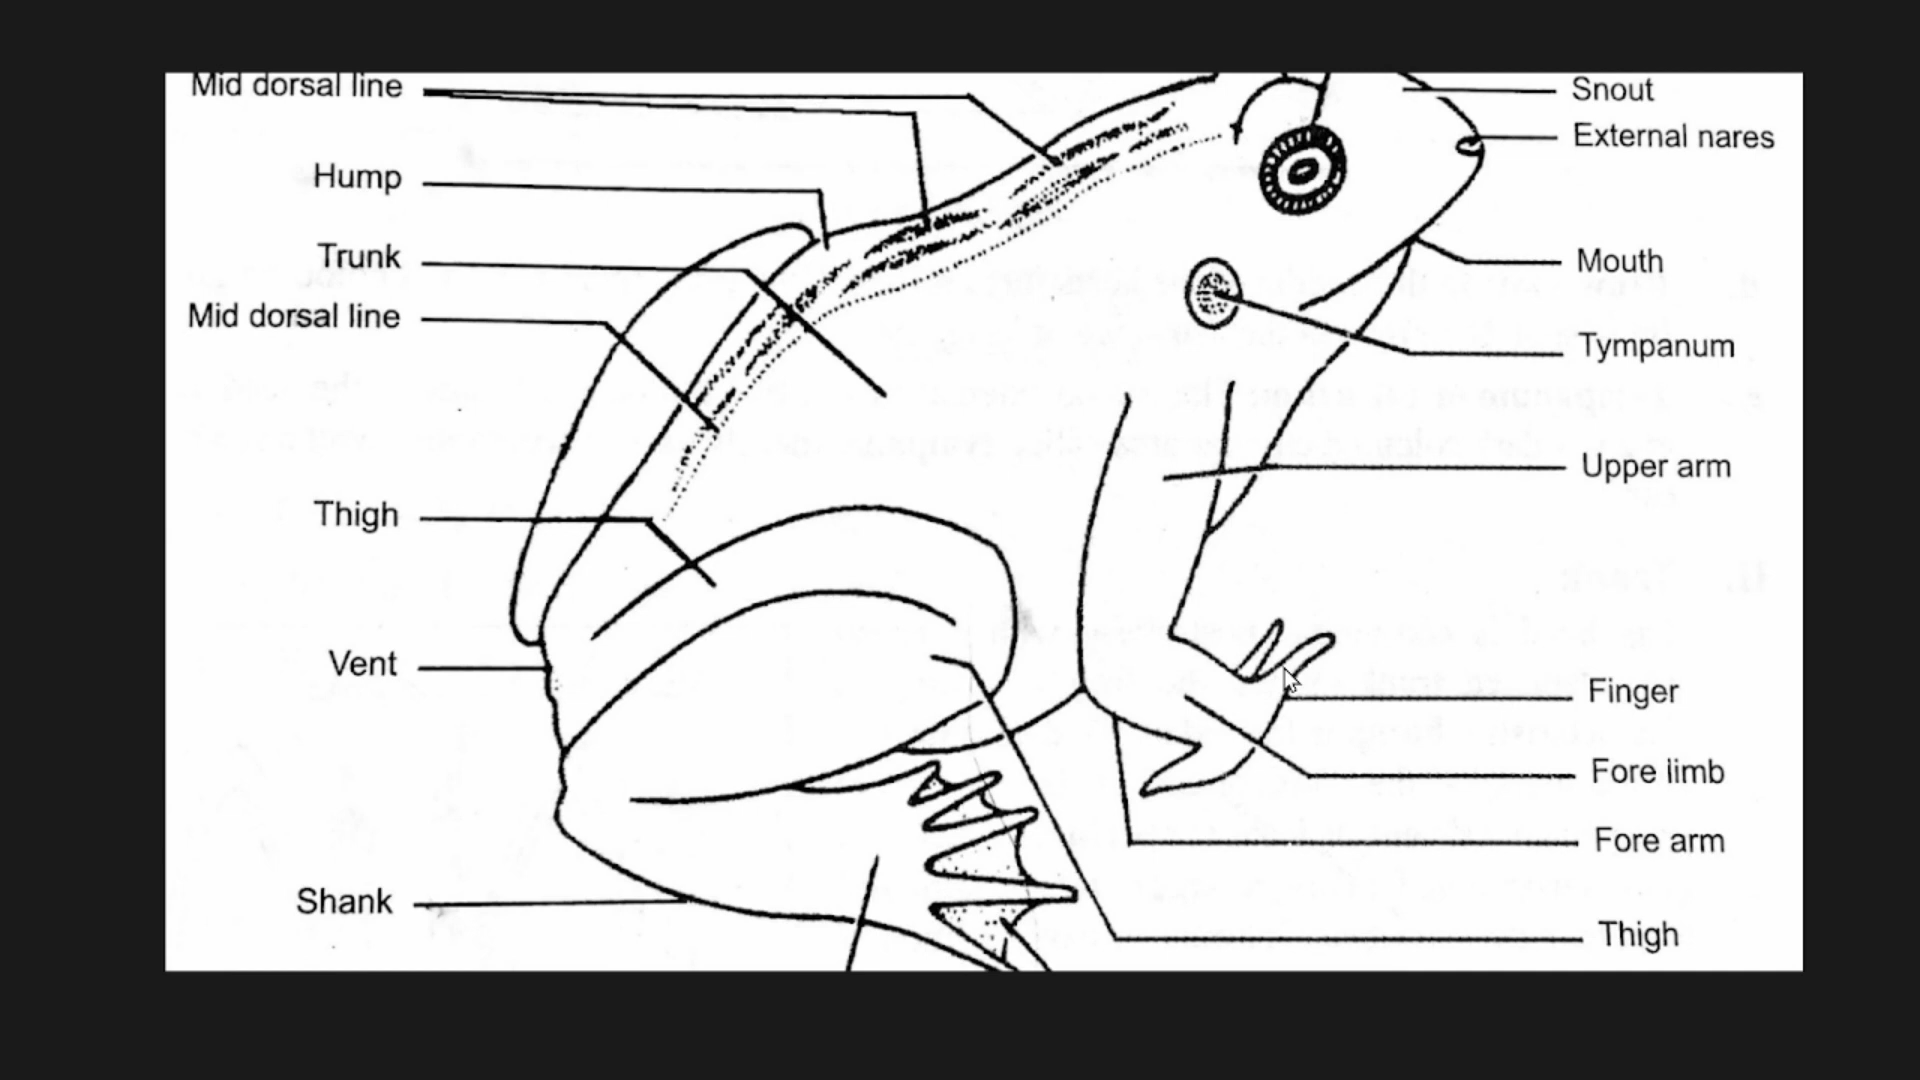 Mid dorsal line
Hump
Trunk
Mid dorsal line
Thigh
Vent
Shank
Snout
External nares
Mouth
Tympanum
Upper arm
Finger
Fore limb
Fore arm
Thigh